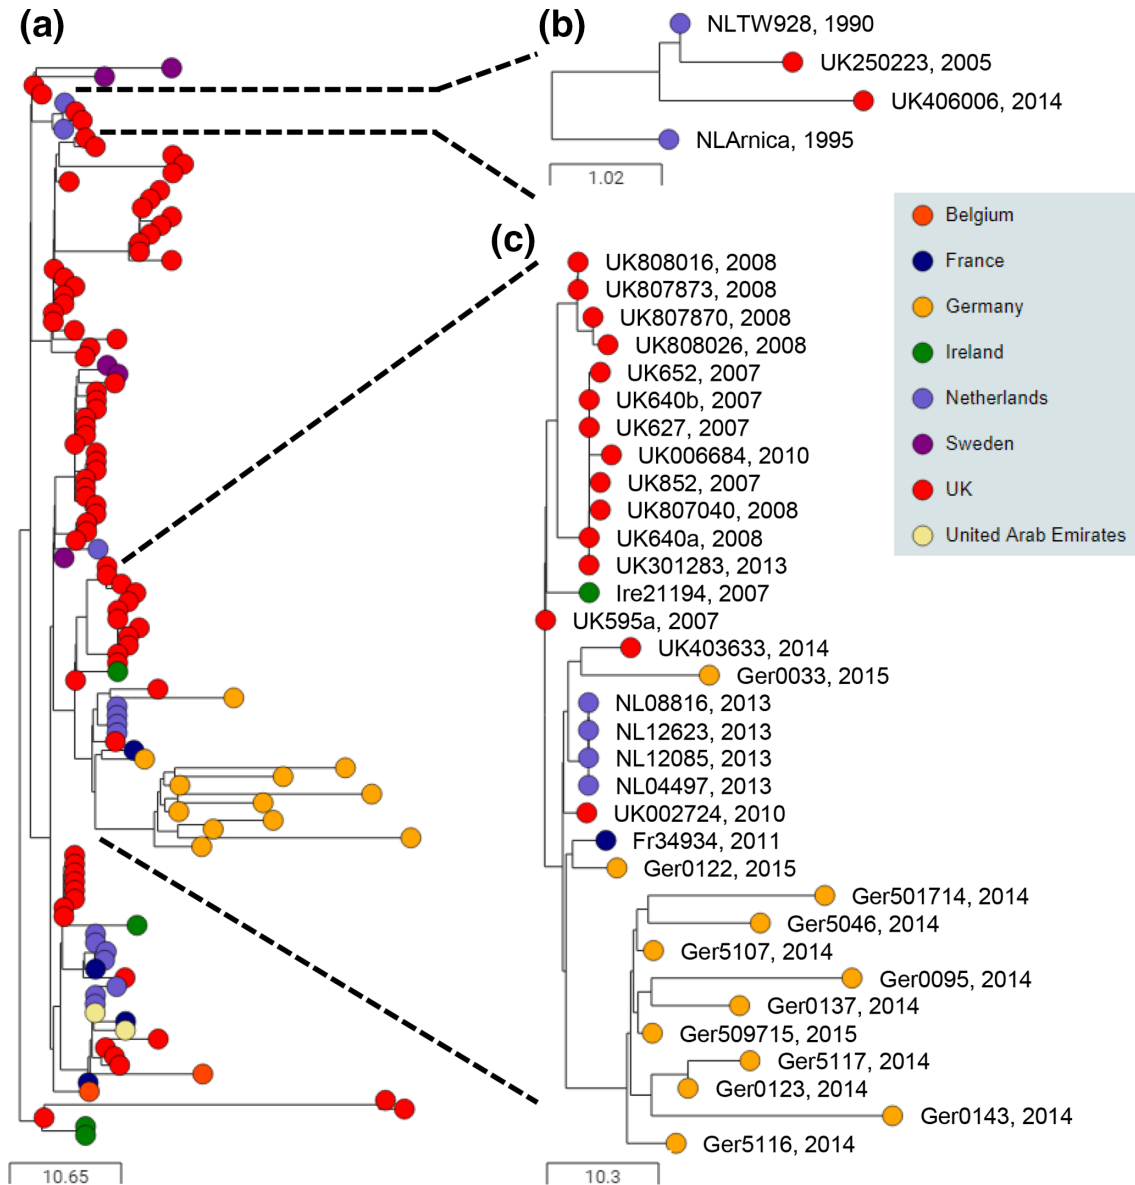 (a)
(b)
NLTW928, 1990
UK250223, 2005
UK406006, 2014
NLArnica, 1995
1.02
Belgium
France
Germany
Ireland
Netherlands
Sweden
UK
United Arab Emirates
(c)
UK808016, 2008
UK807873, 2008
UK807870, 2008
UK808026, 2008
UK652, 2007
UK640b, 2007
UK627, 2007
UK006684, 2010
UK852, 2007
UK807040, 2008
UK640a, 2008
UK301283, 2013
Ire21194, 2007
UK595a, 2007
UK403633, 2014
Ger0033, 2015
NL08816, 2013
NL12623, 2013
NL12085, 2013
NL04497, 2013
UK002724, 2010
Fr34934, 2011
Ger0122, 2015
Ger501714, 2014
Ger5046, 2014
Ger5107, 2014
Ger0095, 2014
Ger0137, 2014
Ger509715, 2015
Ger5117, 2014
Ger0123, 2014
Ger0143, 2014
Ger5116, 2014
10.65
10.3